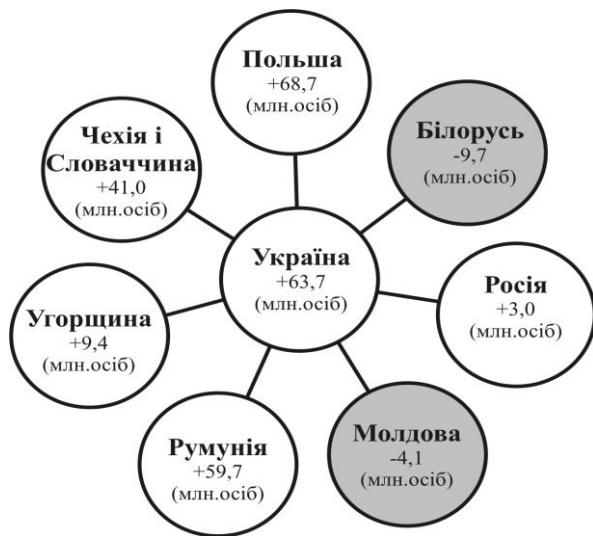 Польша
+68,7
(млн.осіб)
Чехія і
Словаччина
+41,0
(млн.осіб)
Білорусь
-9,7
(млн.осіб)
Україна
+63,7
(млн.осіб)
Угорщина
+9,4
(млн.осіб)
Росія
+3,0
(млн.осіб)
Румунія
+59,7
(млн.осіб)
Молдова
-4,1
(млн.осіб)